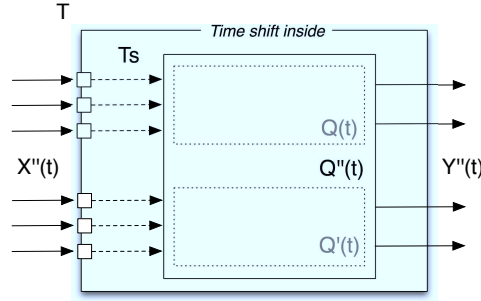 T
Time shift inside
Ts
Q(t)
X"(t)
Q"(t)
Y"(t)
Q'(t)